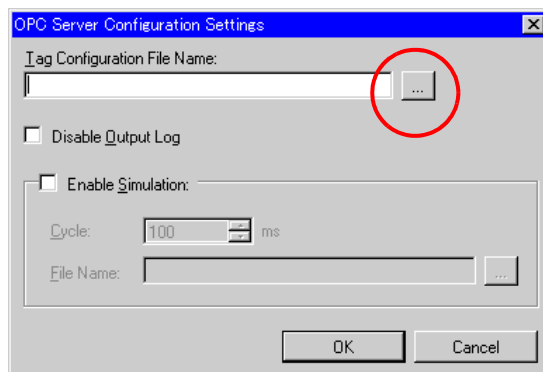 OPC Server Configuration Settings
Tag Configuration File Name:
...
Disable Output Log
Enable Simulation:
Cycle: 100 ms
File Name: ...
OK Cancel